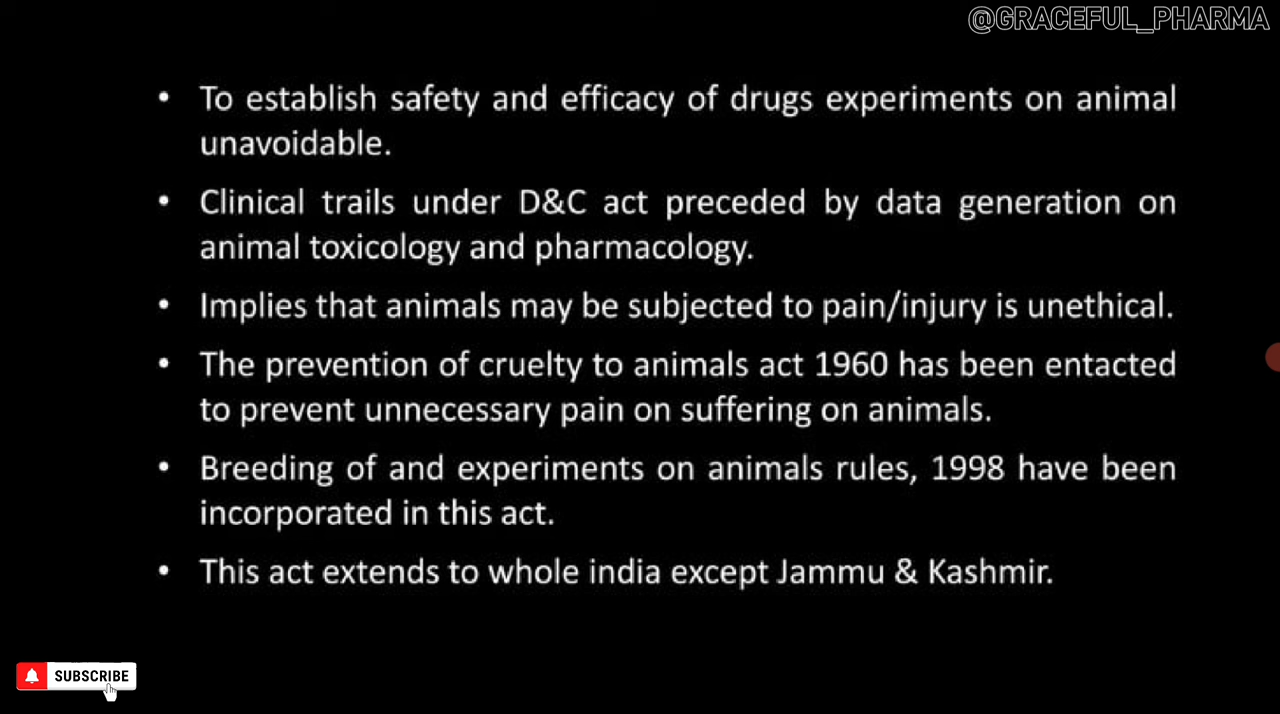 @GRACEFUL_PHARMA
• To establish safety and efficacy of drugs experiments on animal
unavoidable.
• Clinical trails under D&C act preceded by data generation on
animal toxicology and pharmacology.
• Implies that animals may be subjected to pain/injury is unethical.
• The prevention of cruelty to animals act 1960 has been entacted
to prevent unnecessary pain on suffering on animals.
• Breeding of and experiments on animals rules, 1998 have been
incorporated in this act.
• This act extends to whole india except Jammu & Kashmir.
SUBSCRIBE